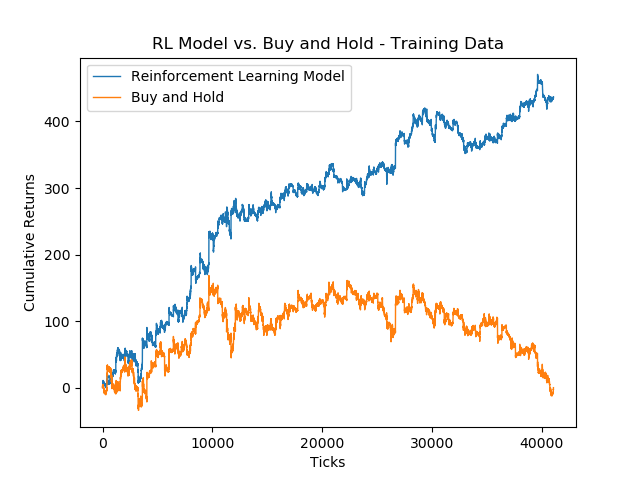 RL Model vs. Buy and Hold - Training Data
Reinforcement Learning Model
Buy and Hold
Cumulative Returns
400
300
200
100
0
0 10000 20000 30000 40000
Ticks